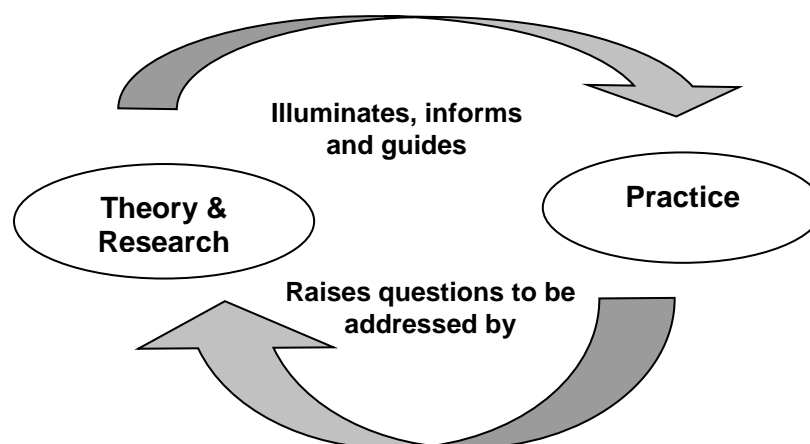 Illuminates, informs
and guides
Theory &
Research
Practice
Raises questions to be
addressed by